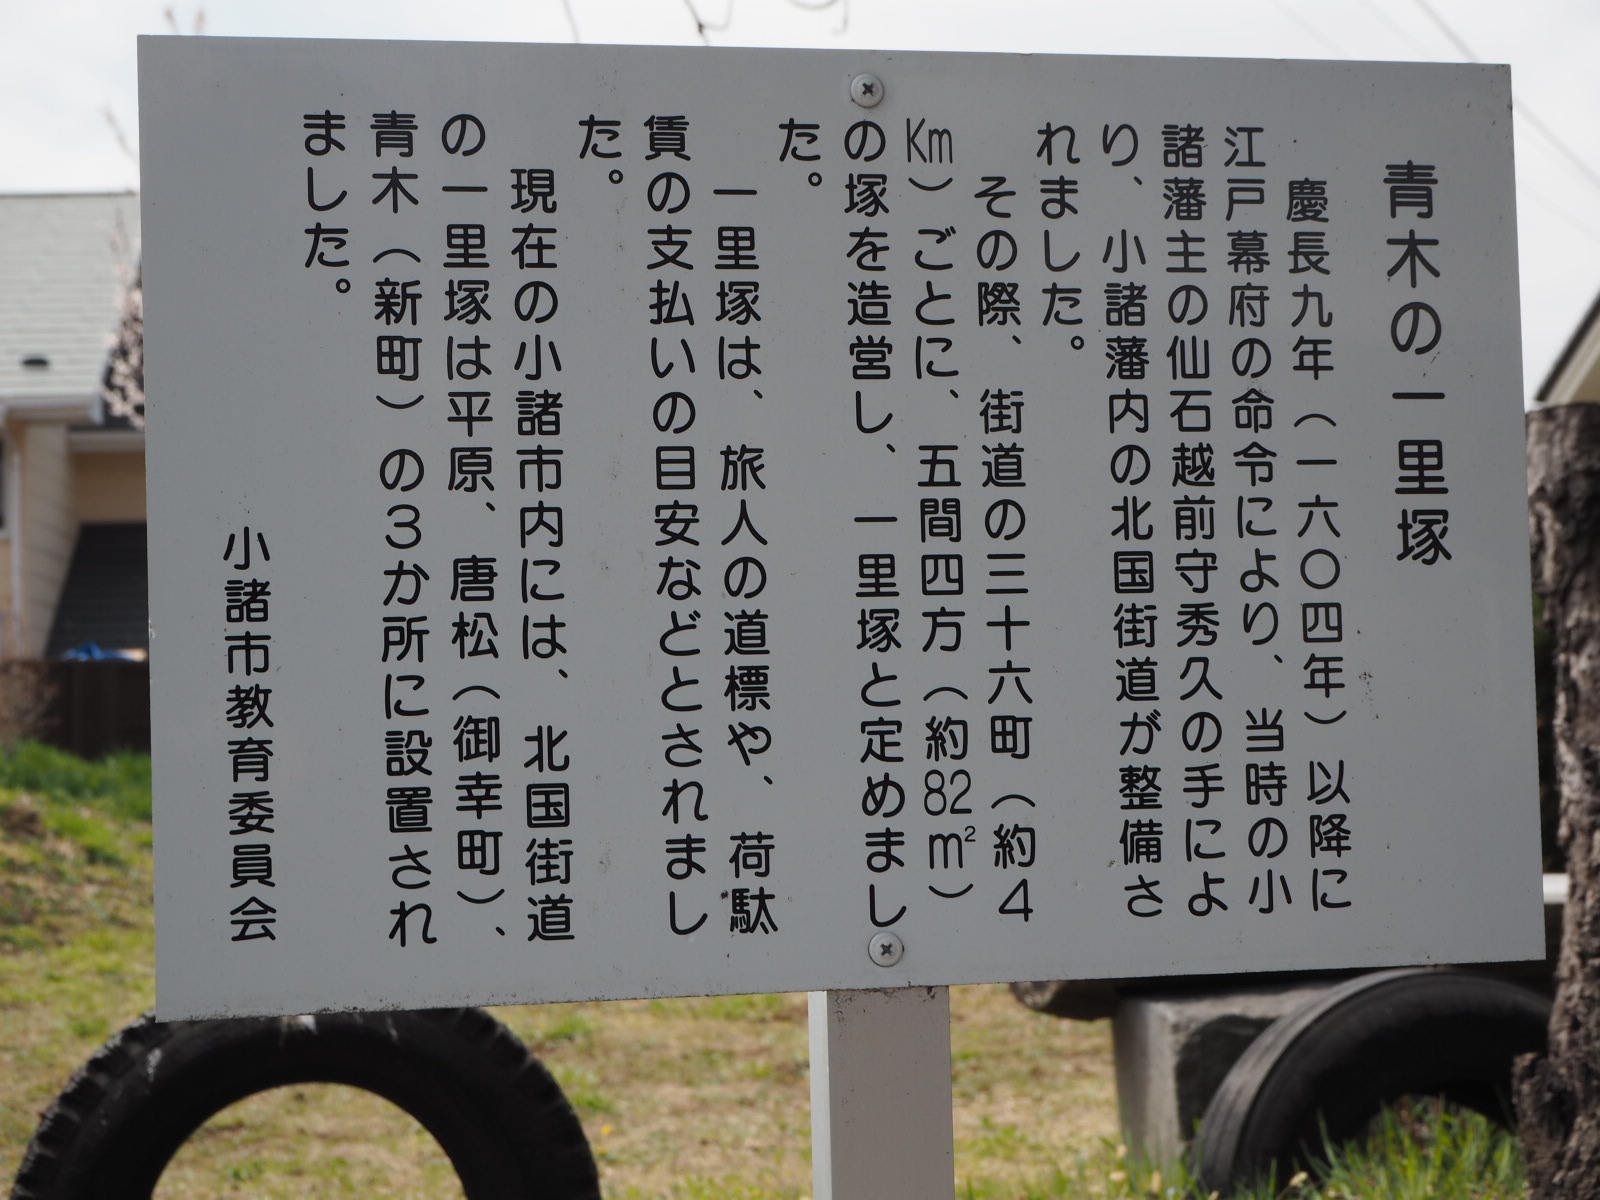 青木の一里塚
慶長九年（一六〇四年）以降に
江戸幕府の命令により、当時の小
諸藩主の仙石越前守秀久の手によ
り、小諸藩内の北国街道が整備さ
れました。
その際、街道の三十六町（約４
Km）ごとに、五間四方（約82㎡）
の塚を造営し、一里塚と定めまし
た。
一里塚は、旅人の道標や、荷駄
賃の支払いの目安などとされまし
た。
現在の小諸市内には、北国街道
の一里塚は平原、唐松（御幸町）、
青木（新町）の３か所に設置され
ました。
小諸市教育委員会